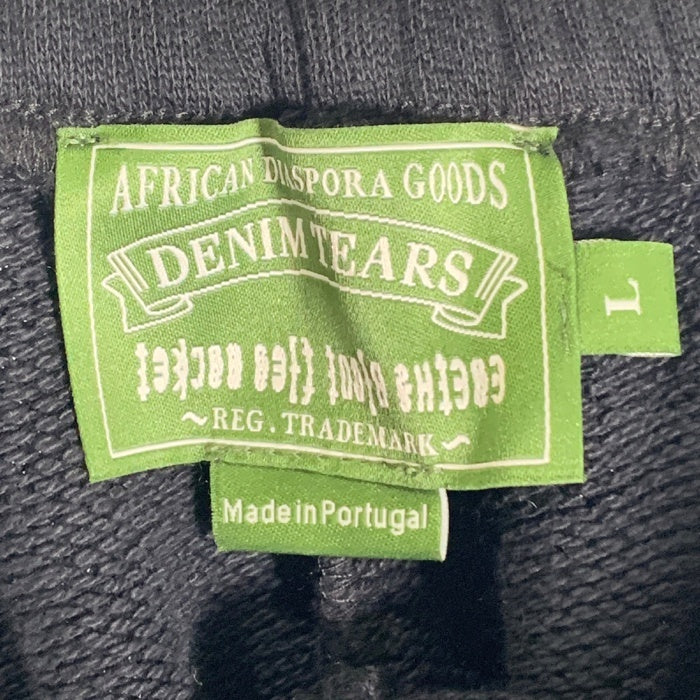 AFRICAN DIASPORA GOODS
DENIM TEARS
~REG. TRADEMARK~
L
Made in Portugal